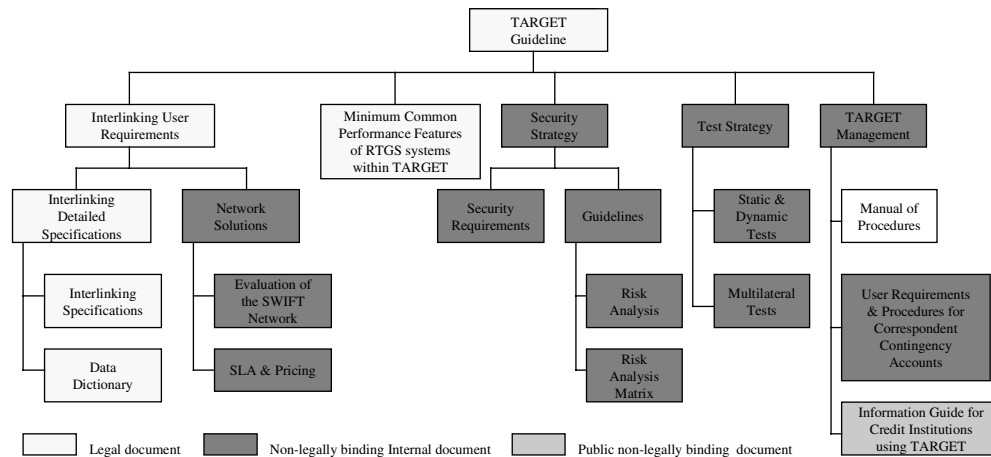 TARGET
Guideline
Interlinking User
Requirements
Minimum Common
Performance Features
of RTGS systems
within TARGET
Security
Strategy
Test Strategy
TARGET
Management
Interlinking
Detailed
Specifications
Network
Solutions
Security
Requirements
Guidelines
Static &
Dynamic
Tests
Manual of
Procedures
Interlinking
Specifications
Evaluation of
the SWIFT
Network
Risk
Analysis
Multilateral
Tests
User Requirements
& Procedures for
Correspondent
Contingency
Accounts
Data
Dictionary
SLA & Pricing
Risk
Analysis
Matrix
Information Guide for
Credit Institutions
using TARGET
Legal document
Non-legally binding Internal document
Public non-legally binding document